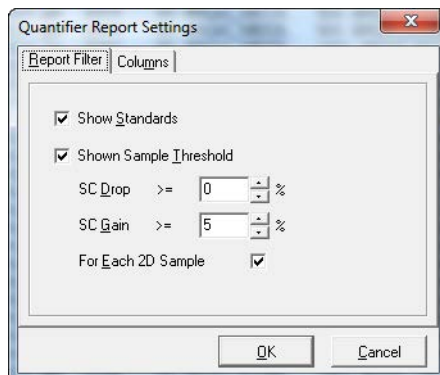 Quantifier Report Settings
Report Filter Columns
Show Standards
Shown Sample Threshold
SC Drop >= 0 %
SC Gain >= 5 %
For Each 2D Sample
OK Cancel